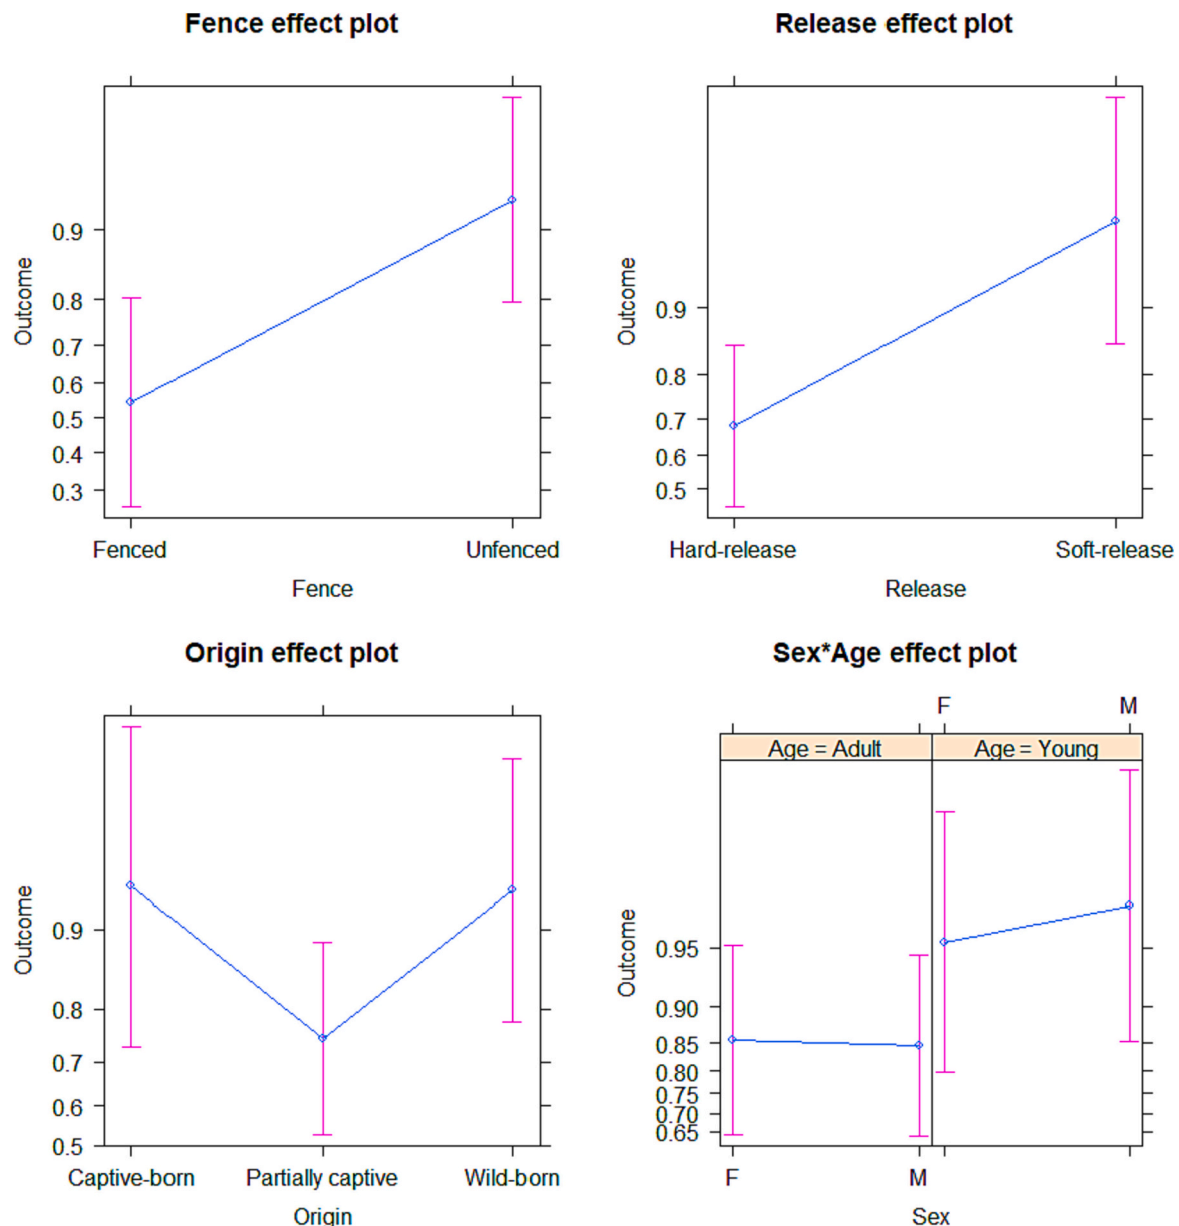 Fence effect plot
Outcome
0.9
0.8
0.7
0.6
0.5
0.4
0.3
Fenced
Unfenced
Fence
Release effect plot
Outcome
0.9
0.8
0.7
0.6
0.5
Hard-release
Soft-release
Release
Origin effect plot
Outcome
0.9
0.8
0.7
0.6
0.5
Captive-born
Partially captive
Wild-born
Origin
Sex*Age effect plot
F
M
Age = Adult
Age = Young
Outcome
0.95
0.90
0.85
0.80
0.75
0.70
0.65
F
M
Sex